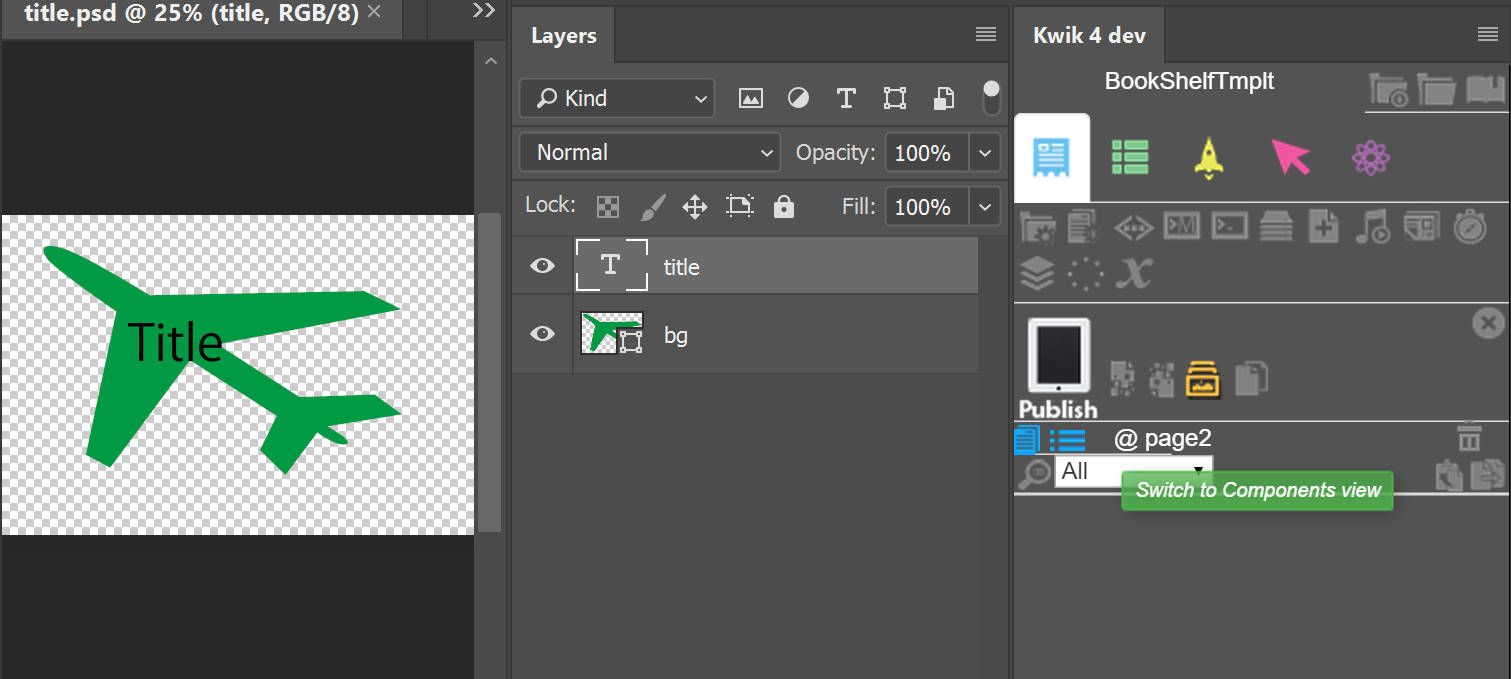 title.psd @ 25% (title, RGB/8)
Title
Layers
Kind
Normal
Opacity: 100%
Lock:
Fill: 100%
title
bg
Kwik 4 dev
BookShelfTmplt
Publish
@ page2
All
Switch to Components view